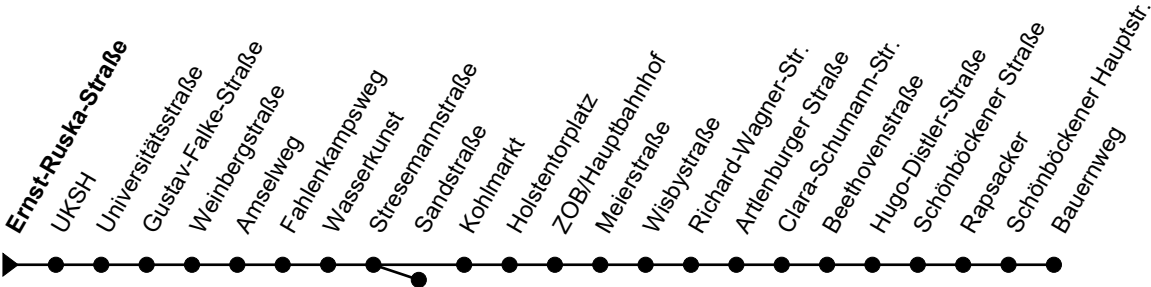 Ernst-Ruska-Straße
UKSH
Universitätsstraße
Gustav-Falke-Straße
Weinbergstraße
Amselweg
Fahlenkampsweg
Wasserkunst
Stresemannstraße
Sandstraße
Kohlmarkt
Holstentorplatz
ZOB/Hauptbahnhof
Meierstraße
Wisbystraße
Richard-Wagner-Str.
Artlenburger Straße
Clara-Schumann-Str.
Beethovenstraße
Hugo-Distler-Straße
Schönböckener Straße
Rapsacker
Schönböckener Hauptstr.
Bauernweg